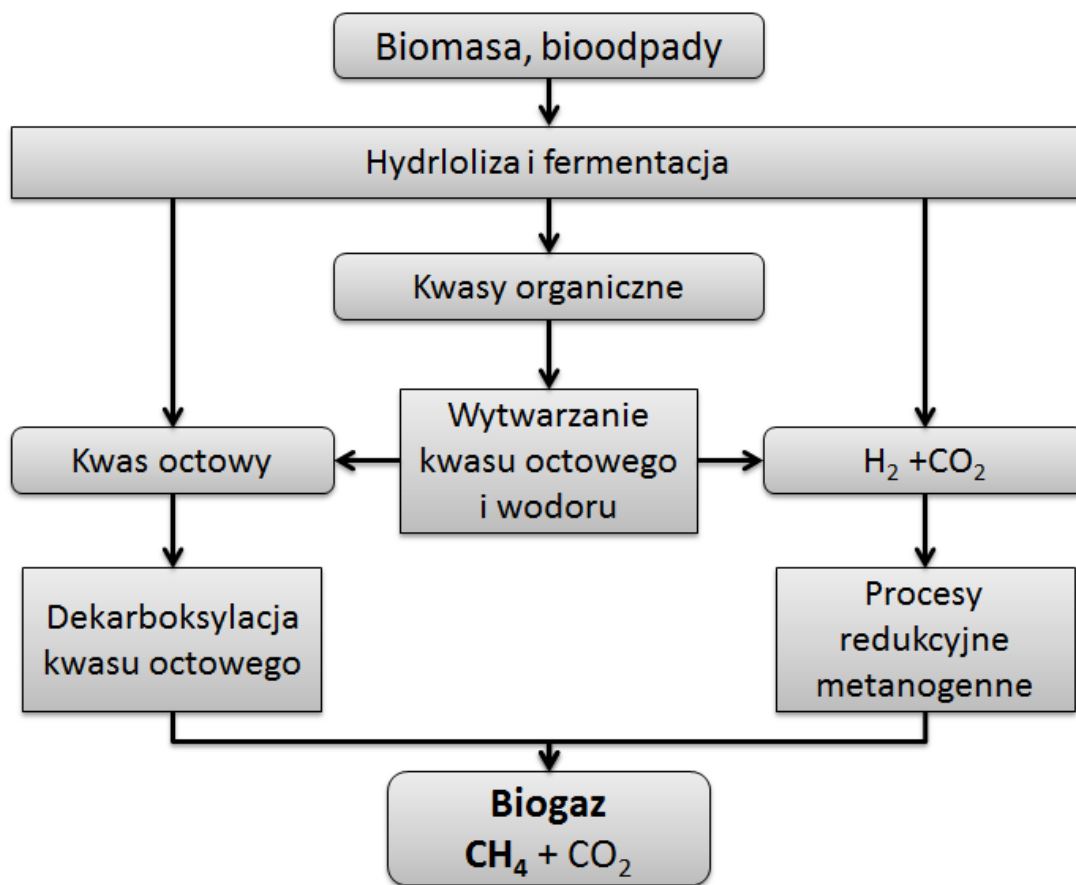 Biomasa, bioodpady
Hydrloliza i fermentacja
Kwasy organiczne
Wytwarzanie
kwasu octowego
i wodoru
Kwas octowy
H₂ +CO₂
Dekarboksylacja
kwasu octowego
Procesy
redukcyjne
metanogenne
Biogaz
CH₄ + CO₂